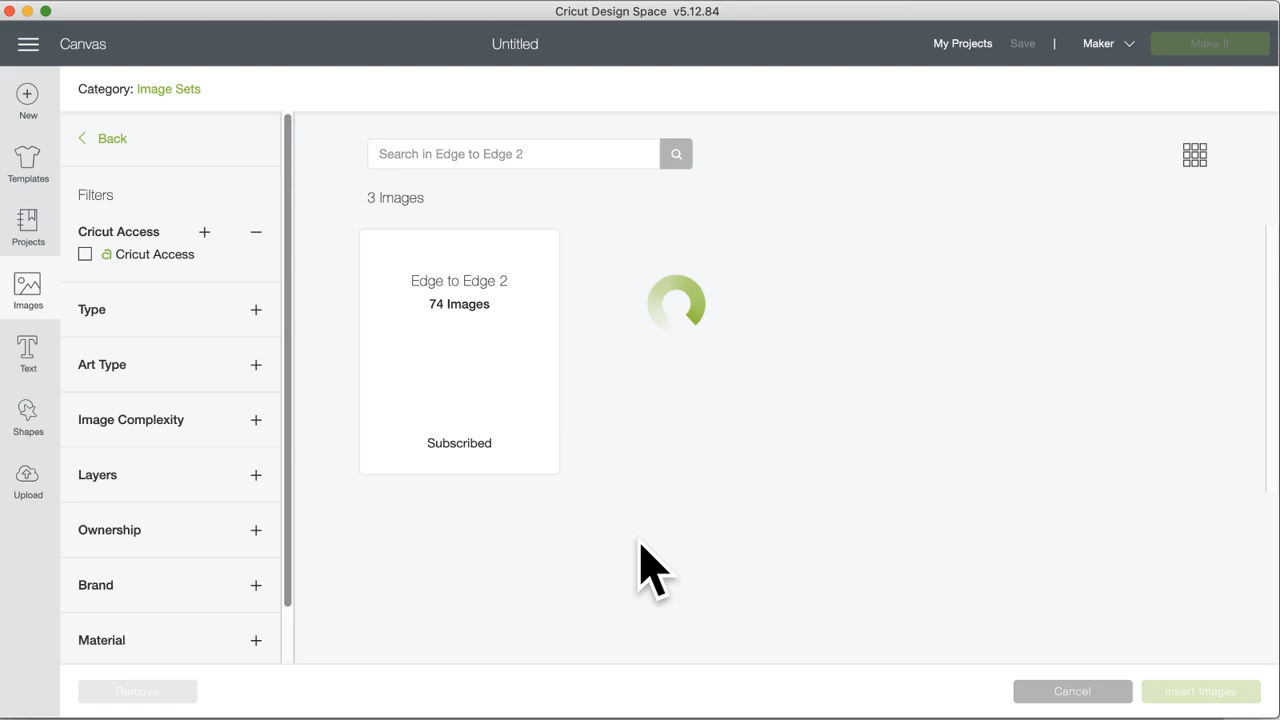 Cricut Design Space v5.12.84
Canvas
Untitled
My Projects Save | Maker Make It
New
Templates
Projects
Images
Text
Shapes
Upload
Category: Image Sets
Back
Filters
Cricut Access
a Cricut Access
Type
Art Type
Image Complexity
Layers
Ownership
Brand
Material
Search in Edge to Edge 2
3 Images
Edge to Edge 2
74 Images
Subscribed
Remove
Cancel
Insert Images